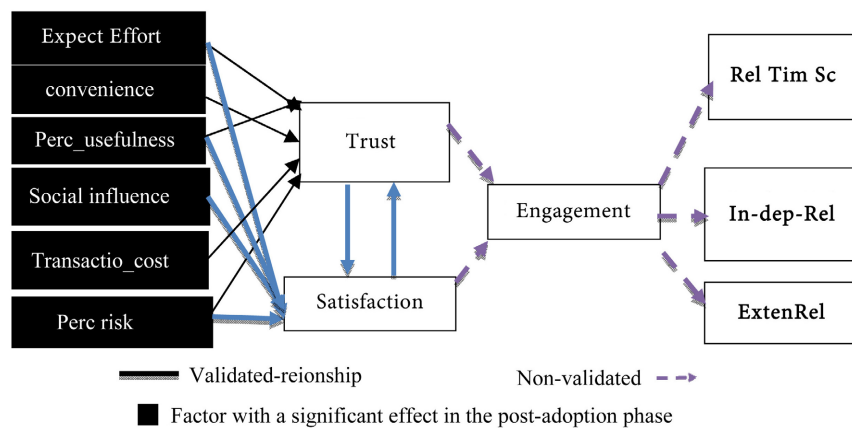 Expect Effort
convenience
Perc_usefulness
Social influence
Transactio_cost
Perc risk
Trust
Satisfaction
Engagement
Rel Tim Sc
In-dep-Rel
ExtenRel
Validated-reionship
Non-validated
Factor with a significant effect in the post-adoption phase